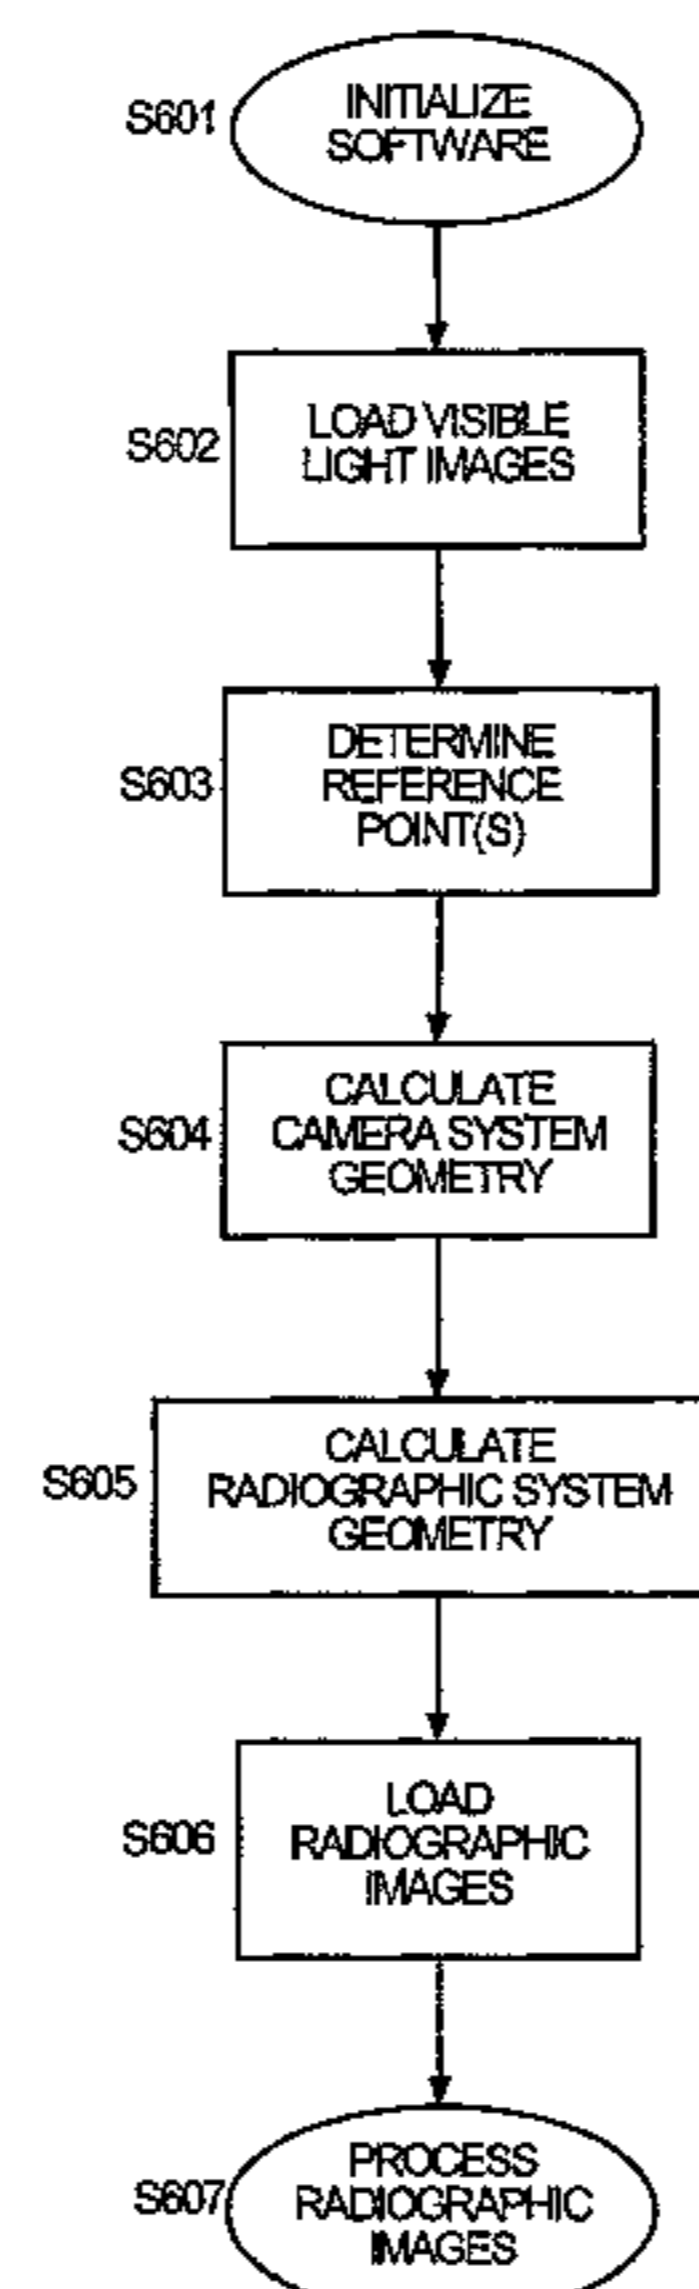 S601
INITIALIZE
SOFTWARE
S602
LOAD VISIBLE
LIGHT IMAGES
S603
DETERMINE
REFERENCE
POINT(S)
S604
CALCULATE
CAMERA SYSTEM
GEOMETRY
S605
CALCULATE
RADIOGRAPHIC SYSTEM
GEOMETRY
S606
LOAD
RADIOGRAPHIC
IMAGES
S607
PROCESS
RADIOGRAPHIC
IMAGES